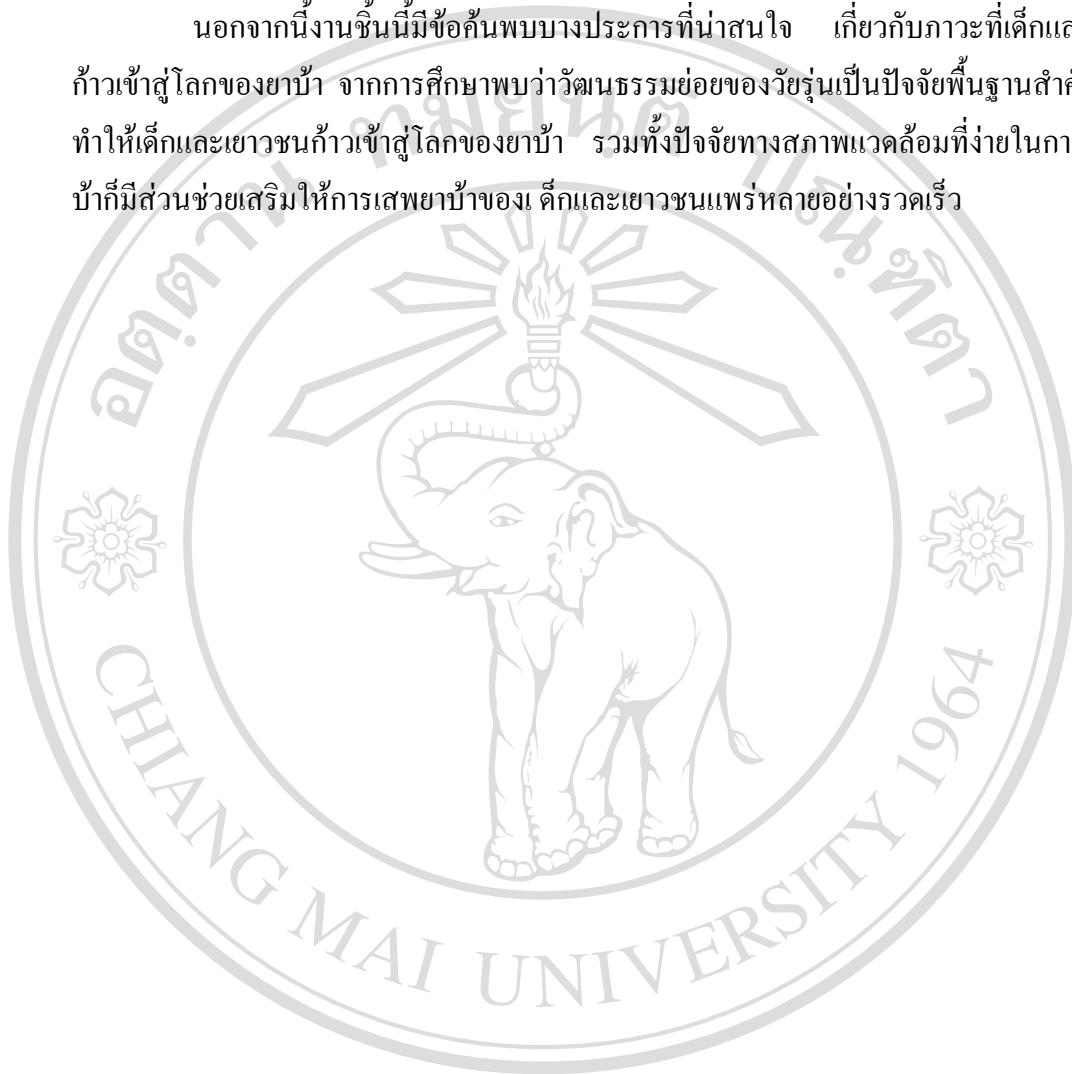 นอกจากนี้งานชิ้นนี้มีข้อค้นพบบางประการที่น่าสนใจ เกี่ยวกับภาวะที่เด็กและ
ก้าวเข้าสู่โลกของยาบ้า จากการศึกษาพบว่าวัฒนธรรมย่อยของวัยรุ่นเป็นปัจจัยพื้นฐาน
ทำให้เด็กและเยาวชนก้าวเข้าสู่โลกของยาบ้า รวมทั้งปัจจัยทางสภาพแวดล้อมที่ง่ายใน
บ้าก็มีส่วนช่วยเสริมให้การเสพยาบ้าของเ ด็กและเยาวชนแพร่หลายอย่างรวดเร็ว
CHIANG MAI UNIVERSITY 1964